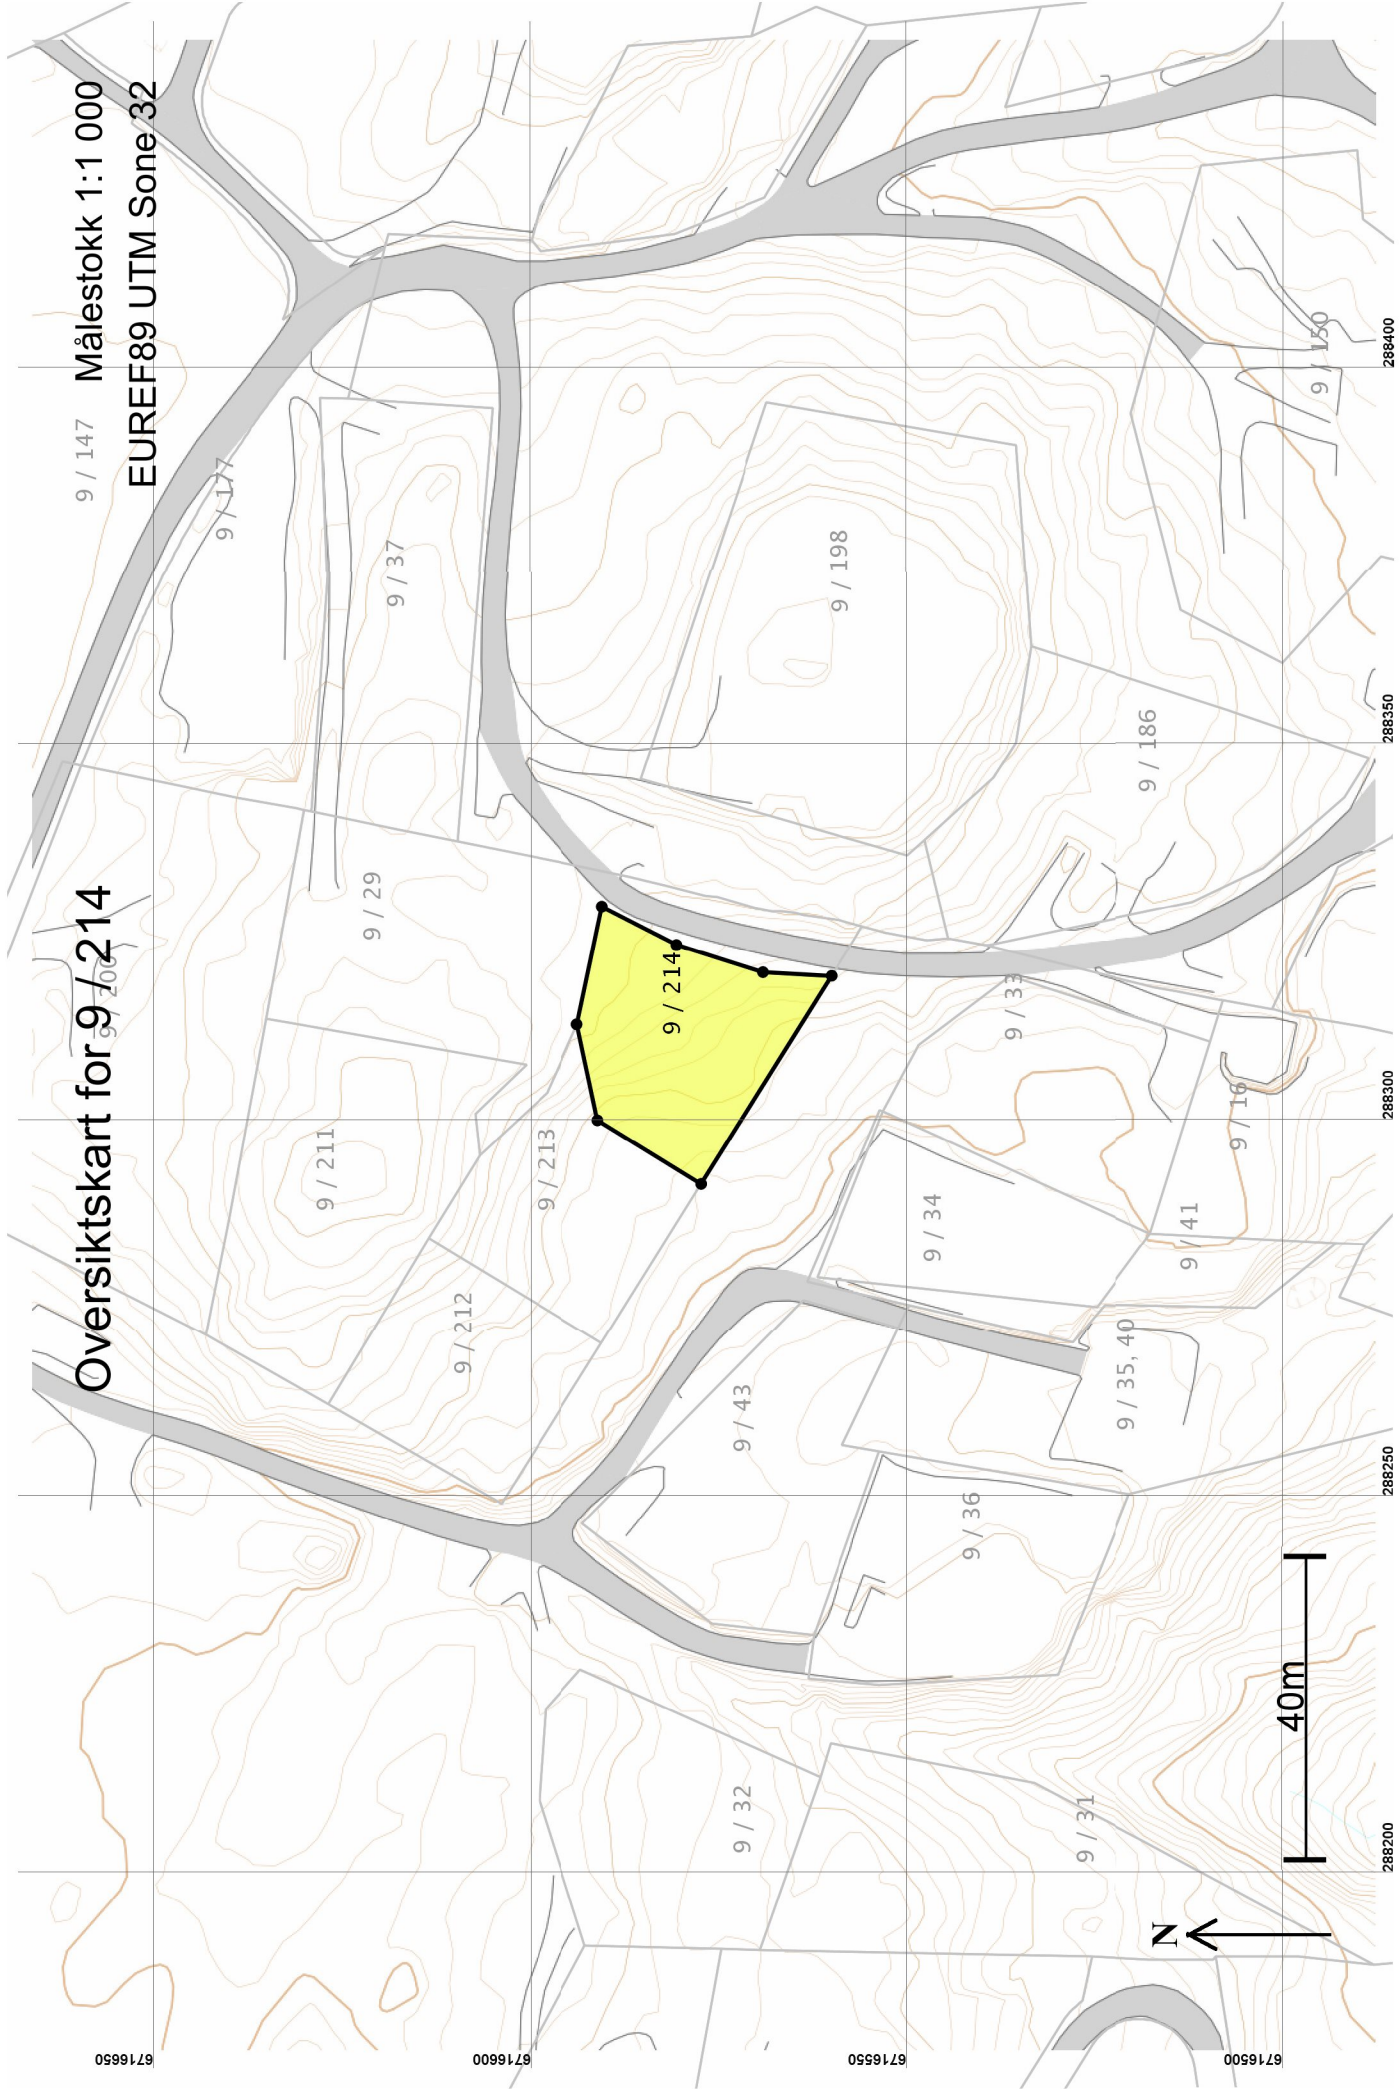 Oversiktskart for 9 / 214
Målestokk 1:1 000
EUREF89 UTM Sone 32
9 / 147
9 / 177
9 / 200
9 / 37
9 / 29
9 / 211
9 / 212
9 / 213
9 / 214
9 / 198
9 / 186
9 / 150
9 / 43
9 / 34
9 / 33
9 / 16
9 / 41
9 / 35, 40
9 / 36
9 / 32
9 / 31
N
40m
6716650
6716600
6716550
6716500
288200
288250
288300
288350
288400